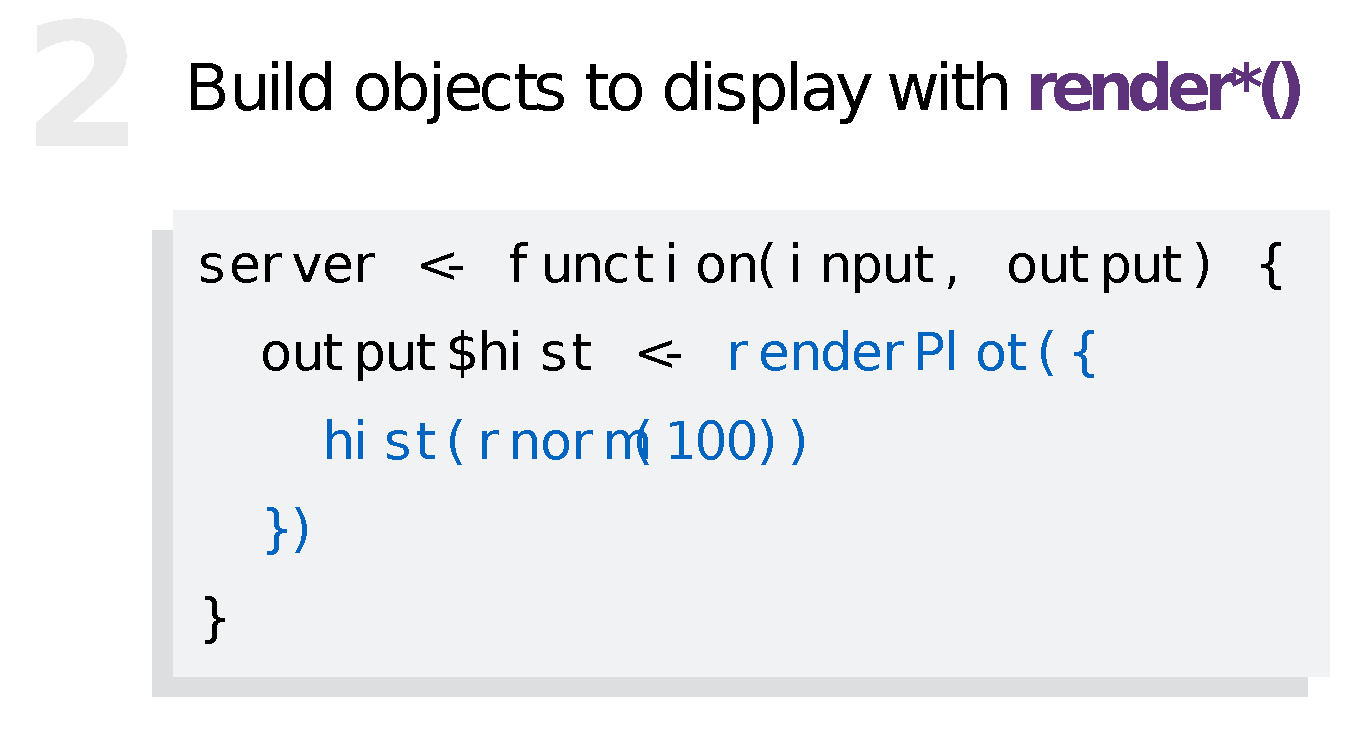 2
Build objects to display with render*()
server <- function(input, output) {
  output$hist <- renderPlot({
    hist(rnorm(100))
  })
}